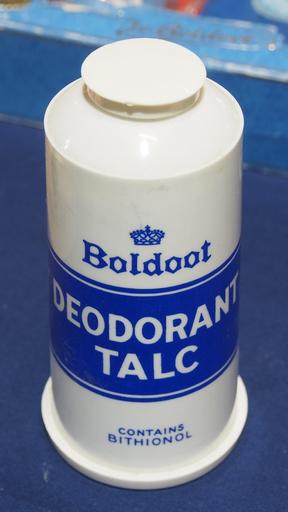 Boldoot
DEODORANT
TALC
CONTAINS
BITHIONOL